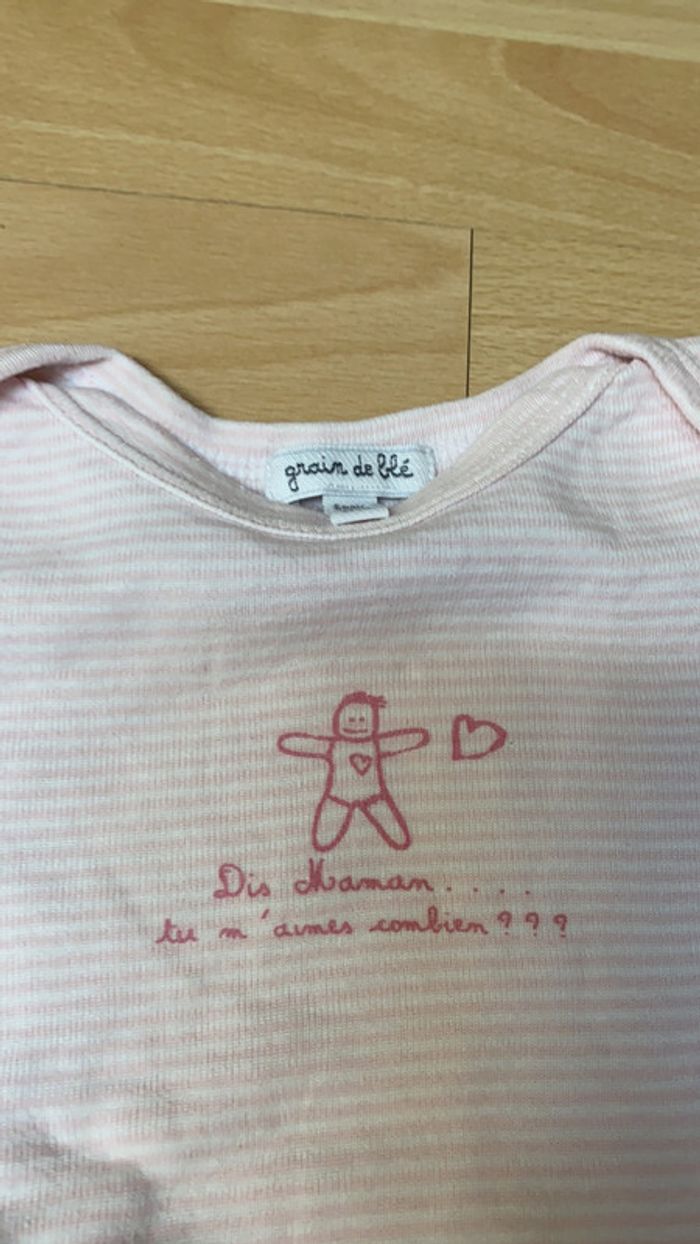 grain de blé
Dis Maman....
tu m'aimes combien ???